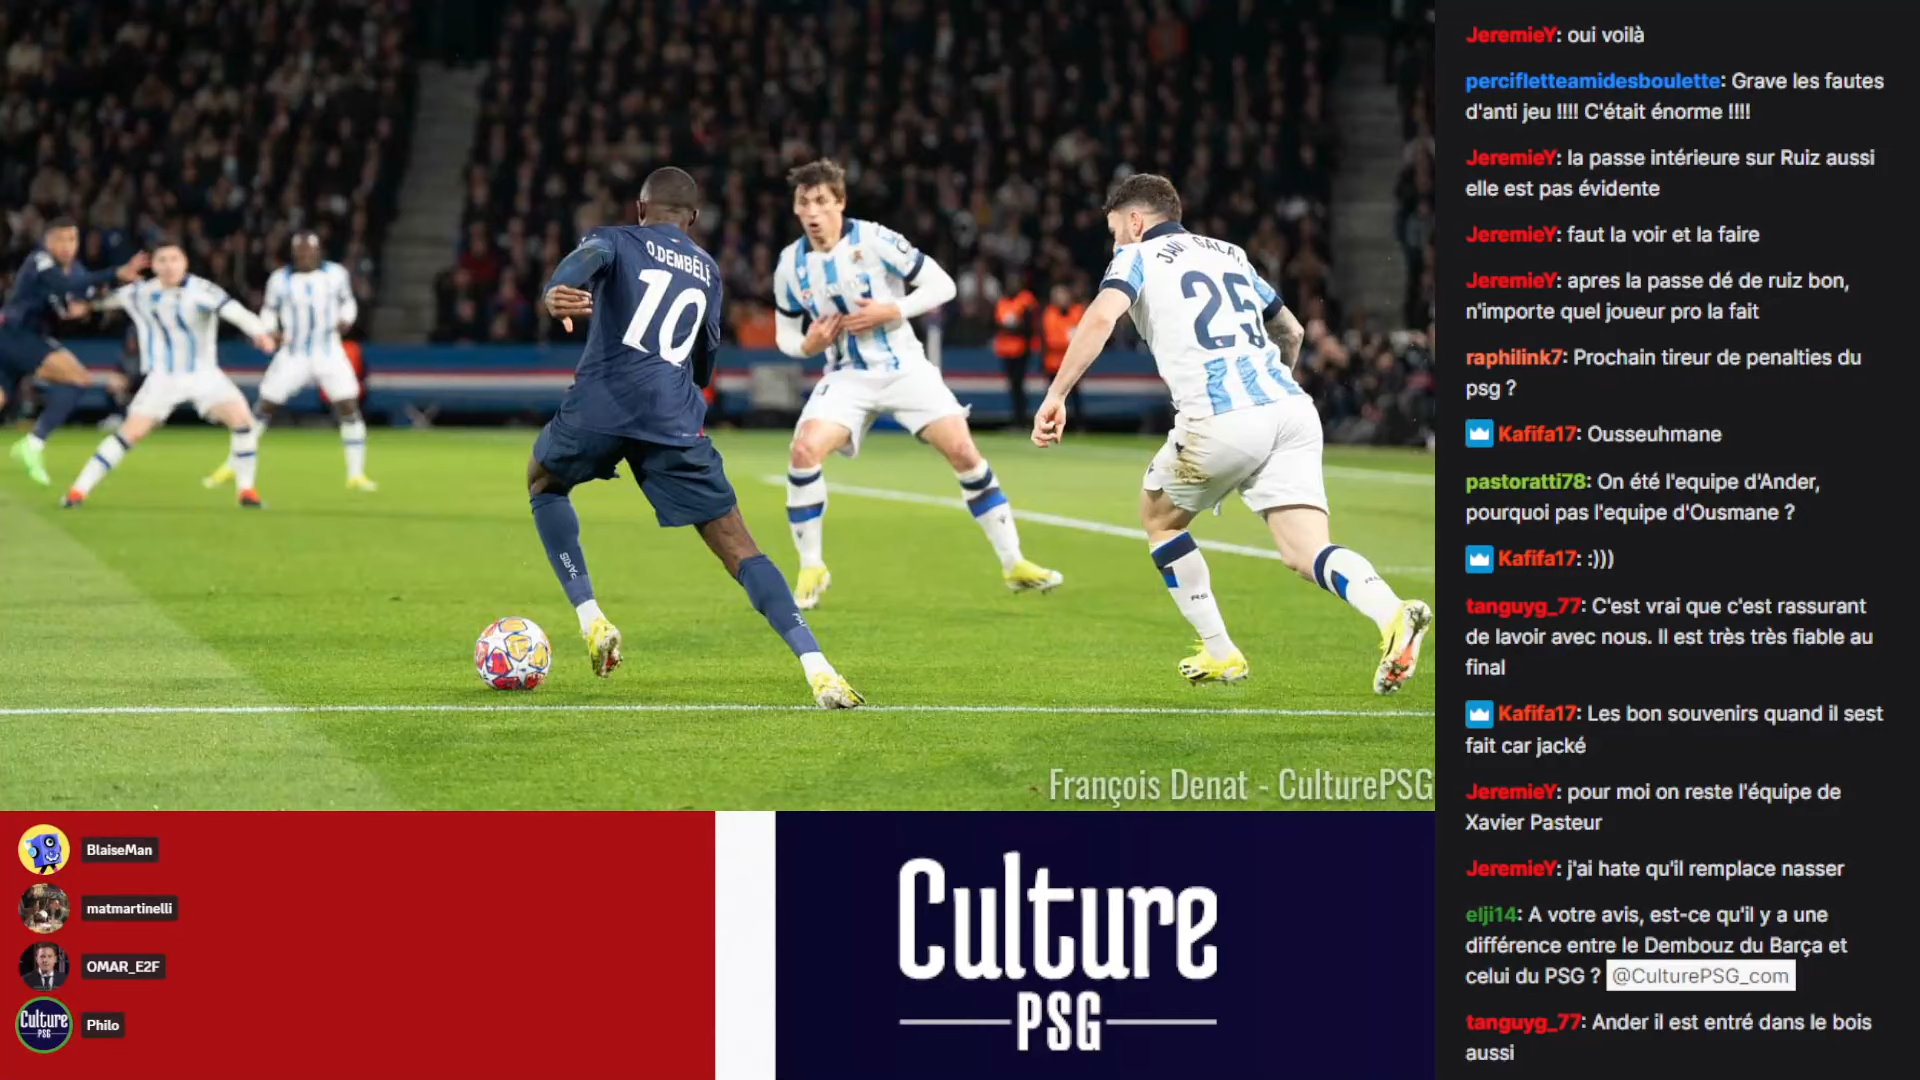 O.DEMBÉLÉ
10
25
PARIS
François Denat - CulturePSG
BlaiseMan
matmartinelli
OMAR_E2F
Culture
PSG
Philo
Culture
PSG
JeremieY: oui voilà
percifletteamidesboulette: Grave les fautes
d'anti jeu !!!! C'était énorme !!!!
JeremieY: la passe intérieure sur Ruiz aussi
elle est pas évidente
JeremieY: faut la voir et la faire
JeremieY: apres la passe dé de ruiz bon,
n'importe quel joueur pro la fait
raphilink7: Prochain tireur de penalties du
psg ?
Kafifa17: Ousseuhmane
pastoratti78: On été l'equipe d'Ander,
pourquoi pas l'equipe d'Ousmane ?
Kafifa17: :)))
tanguyg_77: C'est vrai que c'est rassurant
de lavoir avec nous. Il est très très fiable au
final
Kafifa17: Les bon souvenirs quand il sest
fait car jacké
JeremieY: pour moi on reste l'équipe de
Xavier Pasteur
JeremieY: j'ai hate qu'il remplace nasser
elji14: A votre avis, est-ce qu'il y a une
différence entre le Dembouz du Barça et
celui du PSG ? @CulturePSG_com
tanguyg_77: Ander il est entré dans le bois
aussi